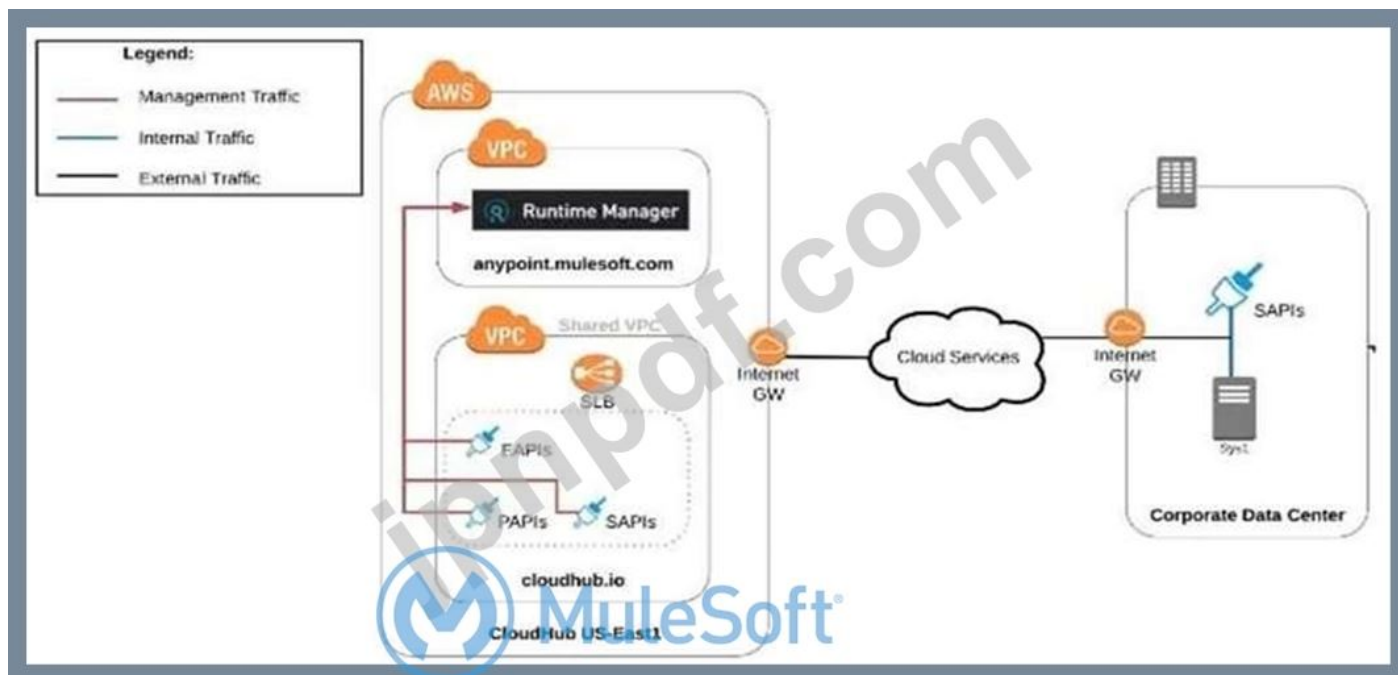 Legend:
Management Traffic
Internal Traffic
External Traffic
AWS
VPC
R Runtime Manager
anypoint.mulesoft.com
VPC
Shared VPC
SLB
EAPIs
PAPIs
SAPIs
cloudhub.io
CloudHub US-East1
Internet
GW
Cloud Services
Internet
GW
SAPIs
Sys1
Corporate Data Center
jpnpdf.com
MuleSoft®